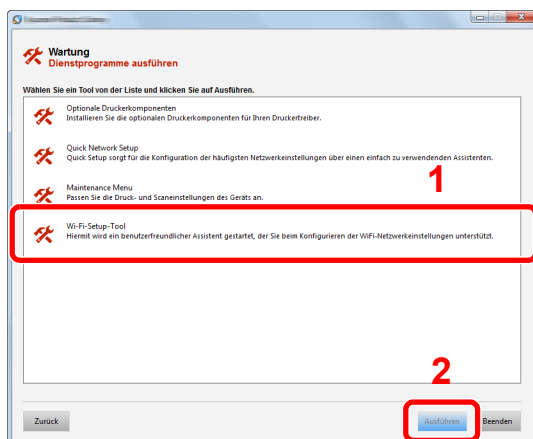 Wartung
Dienstprogramme ausführen
Wählen Sie ein Tool von der Liste und klicken Sie auf Ausführen.
Optionale Druckerkomponenten
Installieren Sie die optionalen Druckerkomponenten für Ihren Druckertreiber.
Quick Network Setup
Quick Setup sorgt für die Konfiguration der häufigsten Netzwerkeinstellungen über einen einfach zu verwendenden Assistenten.
1
Maintenance Menu
Passen Sie die Druck- und Scaneinstellungen des Geräts an.
Wi-Fi-Setup-Tool
Hiermit wird ein benutzerfreundlicher Assistent gestartet, der Sie beim Konfigurieren der WiFi-Netzwerkeinstellungen unterstützt.
2
Zurück
Ausführen
Beenden